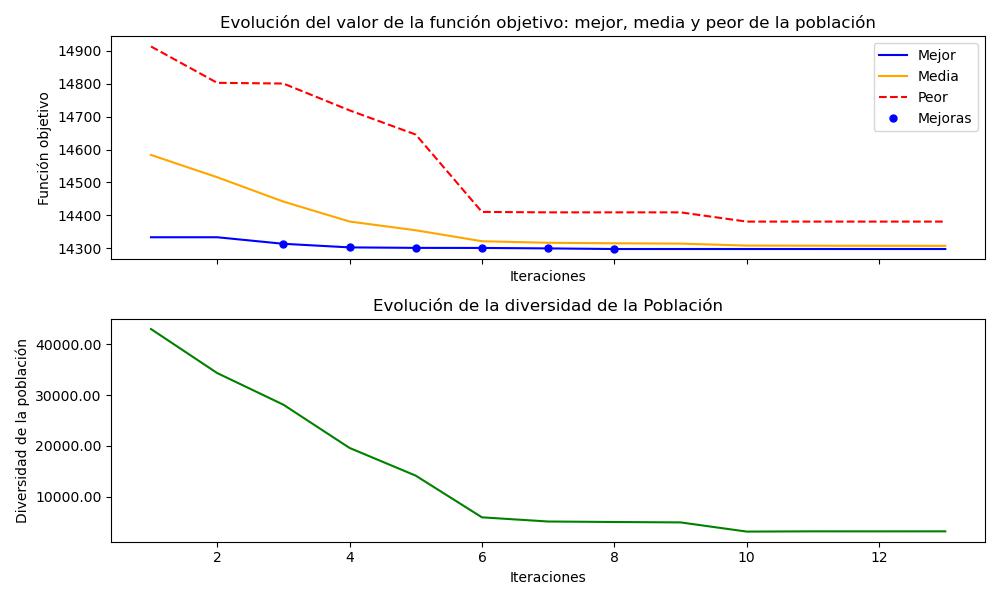 Evolución del valor de la función objetivo: mejor, media y peor de la población
Función objetivo
14900
14800
14700
14600
14500
14400
14300
Mejor
Media
Peor
Mejoras
Iteraciones
Evolución de la diversidad de la Población
Diversidad de la población
40000.00
30000.00
20000.00
10000.00
2 4 6 8 10 12
Iteraciones